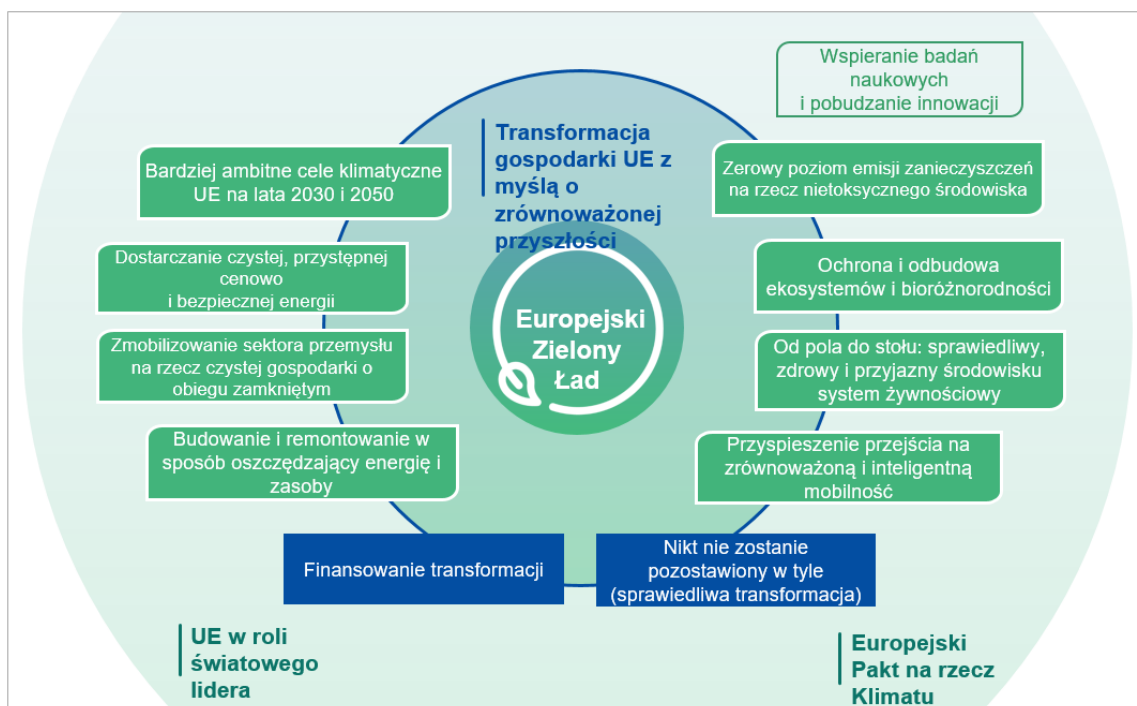 Wspieranie badań
naukowych
i pobudzanie innowacji
Transformacja
gospodarki UE z
myślą o
zrównoważonej
przyszłości
Bardziej ambitne cele klimatyczne
UE na lata 2030 i 2050
Dostarczanie czystej, przystępnej
cenowo
i bezpiecznej energii
Zmobilizowanie sektora przemysłu
na rzecz czystej gospodarki o
obiegu zamkniętym
Budowanie i remontowanie w
sposób oszczędzający energię i
zasoby
Europejski
Zielony
Ład
Zerowy poziom emisji zanieczyszczeń
na rzecz nietoksycznego środowiska
Ochrona i odbudowa
ekosystemów i bioróżnorodności
Od pola do stołu: sprawiedliwy,
zdrowy i przyjazny środowisku
system żywnościowy
Przyspieszenie przejścia na
zrównoważoną i inteligentną
mobilność
Finansowanie transformacji
Nikt nie zostanie
pozostawiony w tyle
(sprawiedliwa transformacja)
UE w roli
światowego
lidera
Europejski
Pakt na rzecz
Klimatu